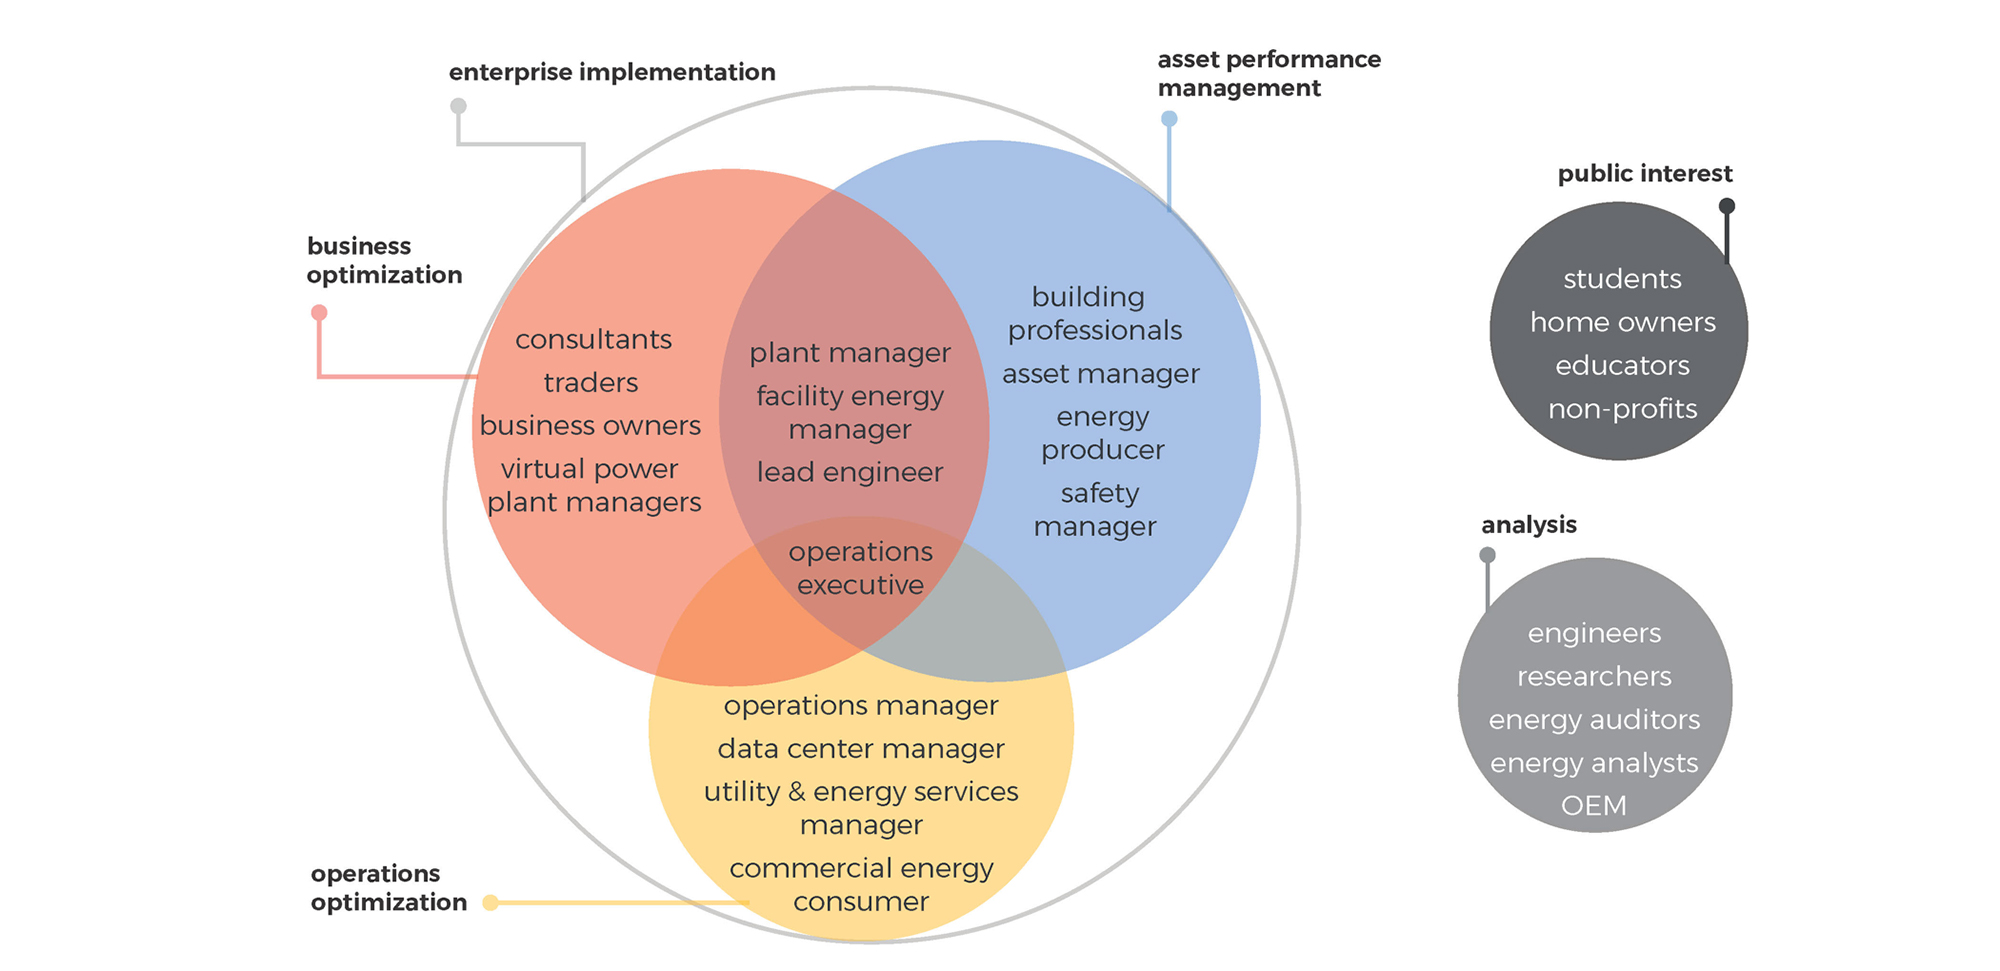 enterprise implementation
asset performance
management
business
optimization
consultants
traders
business owners
virtual power
plant managers
plant manager
facility energy
manager
lead engineer
building
professionals
asset manager
energy
producer
safety
manager
operations
executive
operations manager
data center manager
utility & energy services
manager
commercial energy
consumer
operations
optimization
public interest
students
home owners
educators
non-profits
analysis
engineers
researchers
energy auditors
energy analysts
OEM